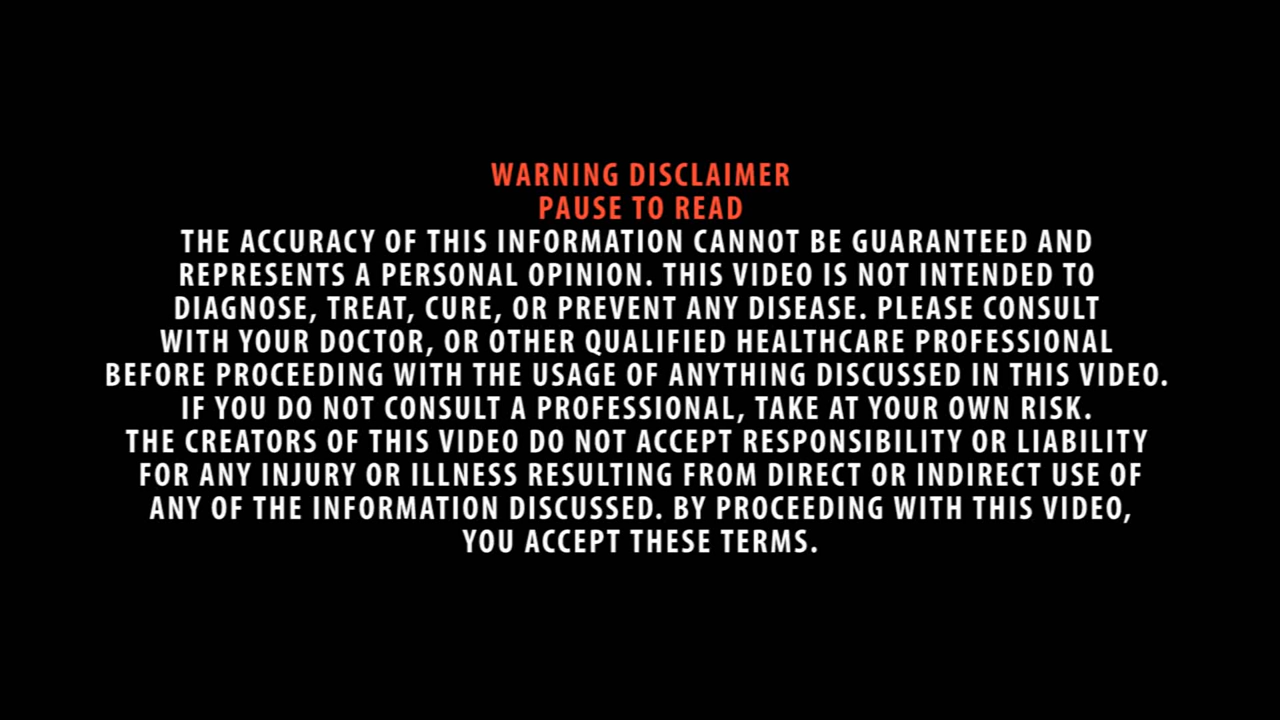 WARNING DISCLAIMER
PAUSE TO READ
THE ACCURACY OF THIS INFORMATION CANNOT BE GUARANTEED AND
REPRESENTS A PERSONAL OPINION. THIS VIDEO IS NOT INTENDED TO
DIAGNOSE, TREAT, CURE, OR PREVENT ANY DISEASE. PLEASE CONSULT
WITH YOUR DOCTOR, OR OTHER QUALIFIED HEALTHCARE PROFESSIONAL
BEFORE PROCEEDING WITH THE USAGE OF ANYTHING DISCUSSED IN THIS VIDEO.
IF YOU DO NOT CONSULT A PROFESSIONAL, TAKE AT YOUR OWN RISK.
THE CREATORS OF THIS VIDEO DO NOT ACCEPT RESPONSIBILITY OR LIABILITY
FOR ANY INJURY OR ILLNESS RESULTING FROM DIRECT OR INDIRECT USE OF
ANY OF THE INFORMATION DISCUSSED. BY PROCEEDING WITH THIS VIDEO,
YOU ACCEPT THESE TERMS.